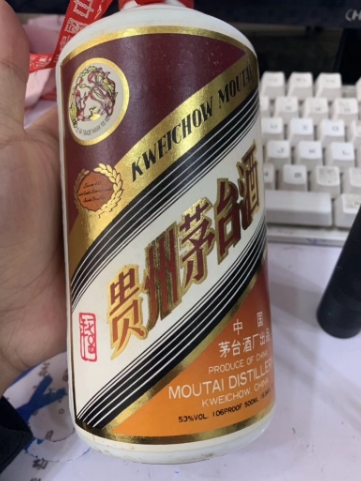 KWEICHOW MOUTAI
贵州茅台酒
中国
茅台酒厂出品
PRODUCE OF CHINA
MOUTAI DISTILLERY
KWEICHOW, CHINA
53%VOL. 106PROOF 500ML